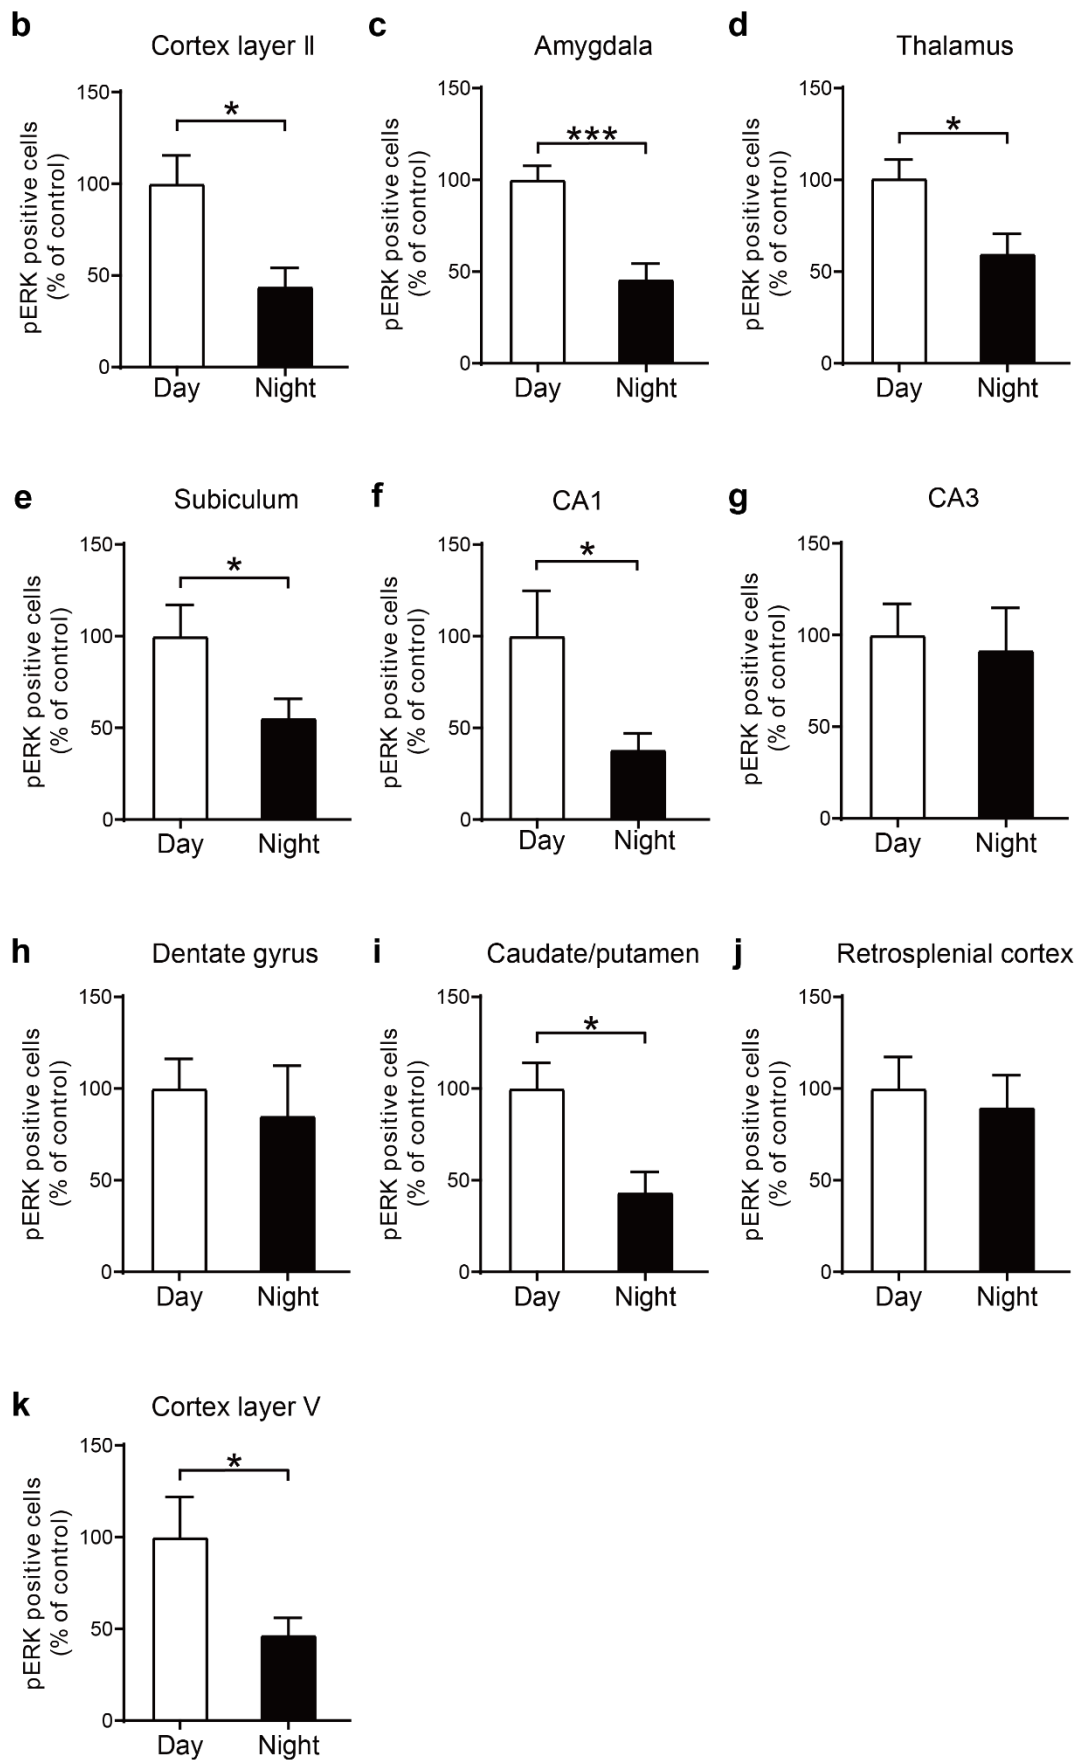 b
Cortex layer Ⅱ
pERK positive cells
(% of control)
150
100
50
0
*
Day Night
c
Amygdala
pERK positive cells
(% of control)
150
100
50
0
***
Day Night
d
Thalamus
pERK positive cells
(% of control)
150
100
50
0
*
Day Night
e
Subiculum
pERK positive cells
(% of control)
150
100
50
0
*
Day Night
f
CA1
pERK positive cells
(% of control)
150
100
50
0
*
Day Night
g
CA3
pERK positive cells
(% of control)
150
100
50
0
Day Night
h
Dentate gyrus
pERK positive cells
(% of control)
150
100
50
0
Day Night
i
Caudate/putamen
pERK positive cells
(% of control)
150
100
50
0
*
Day Night
j
Retrosplenial cortex
pERK positive cells
(% of control)
150
100
50
0
Day Night
k
Cortex layer V
pERK positive cells
(% of control)
150
100
50
0
*
Day Night